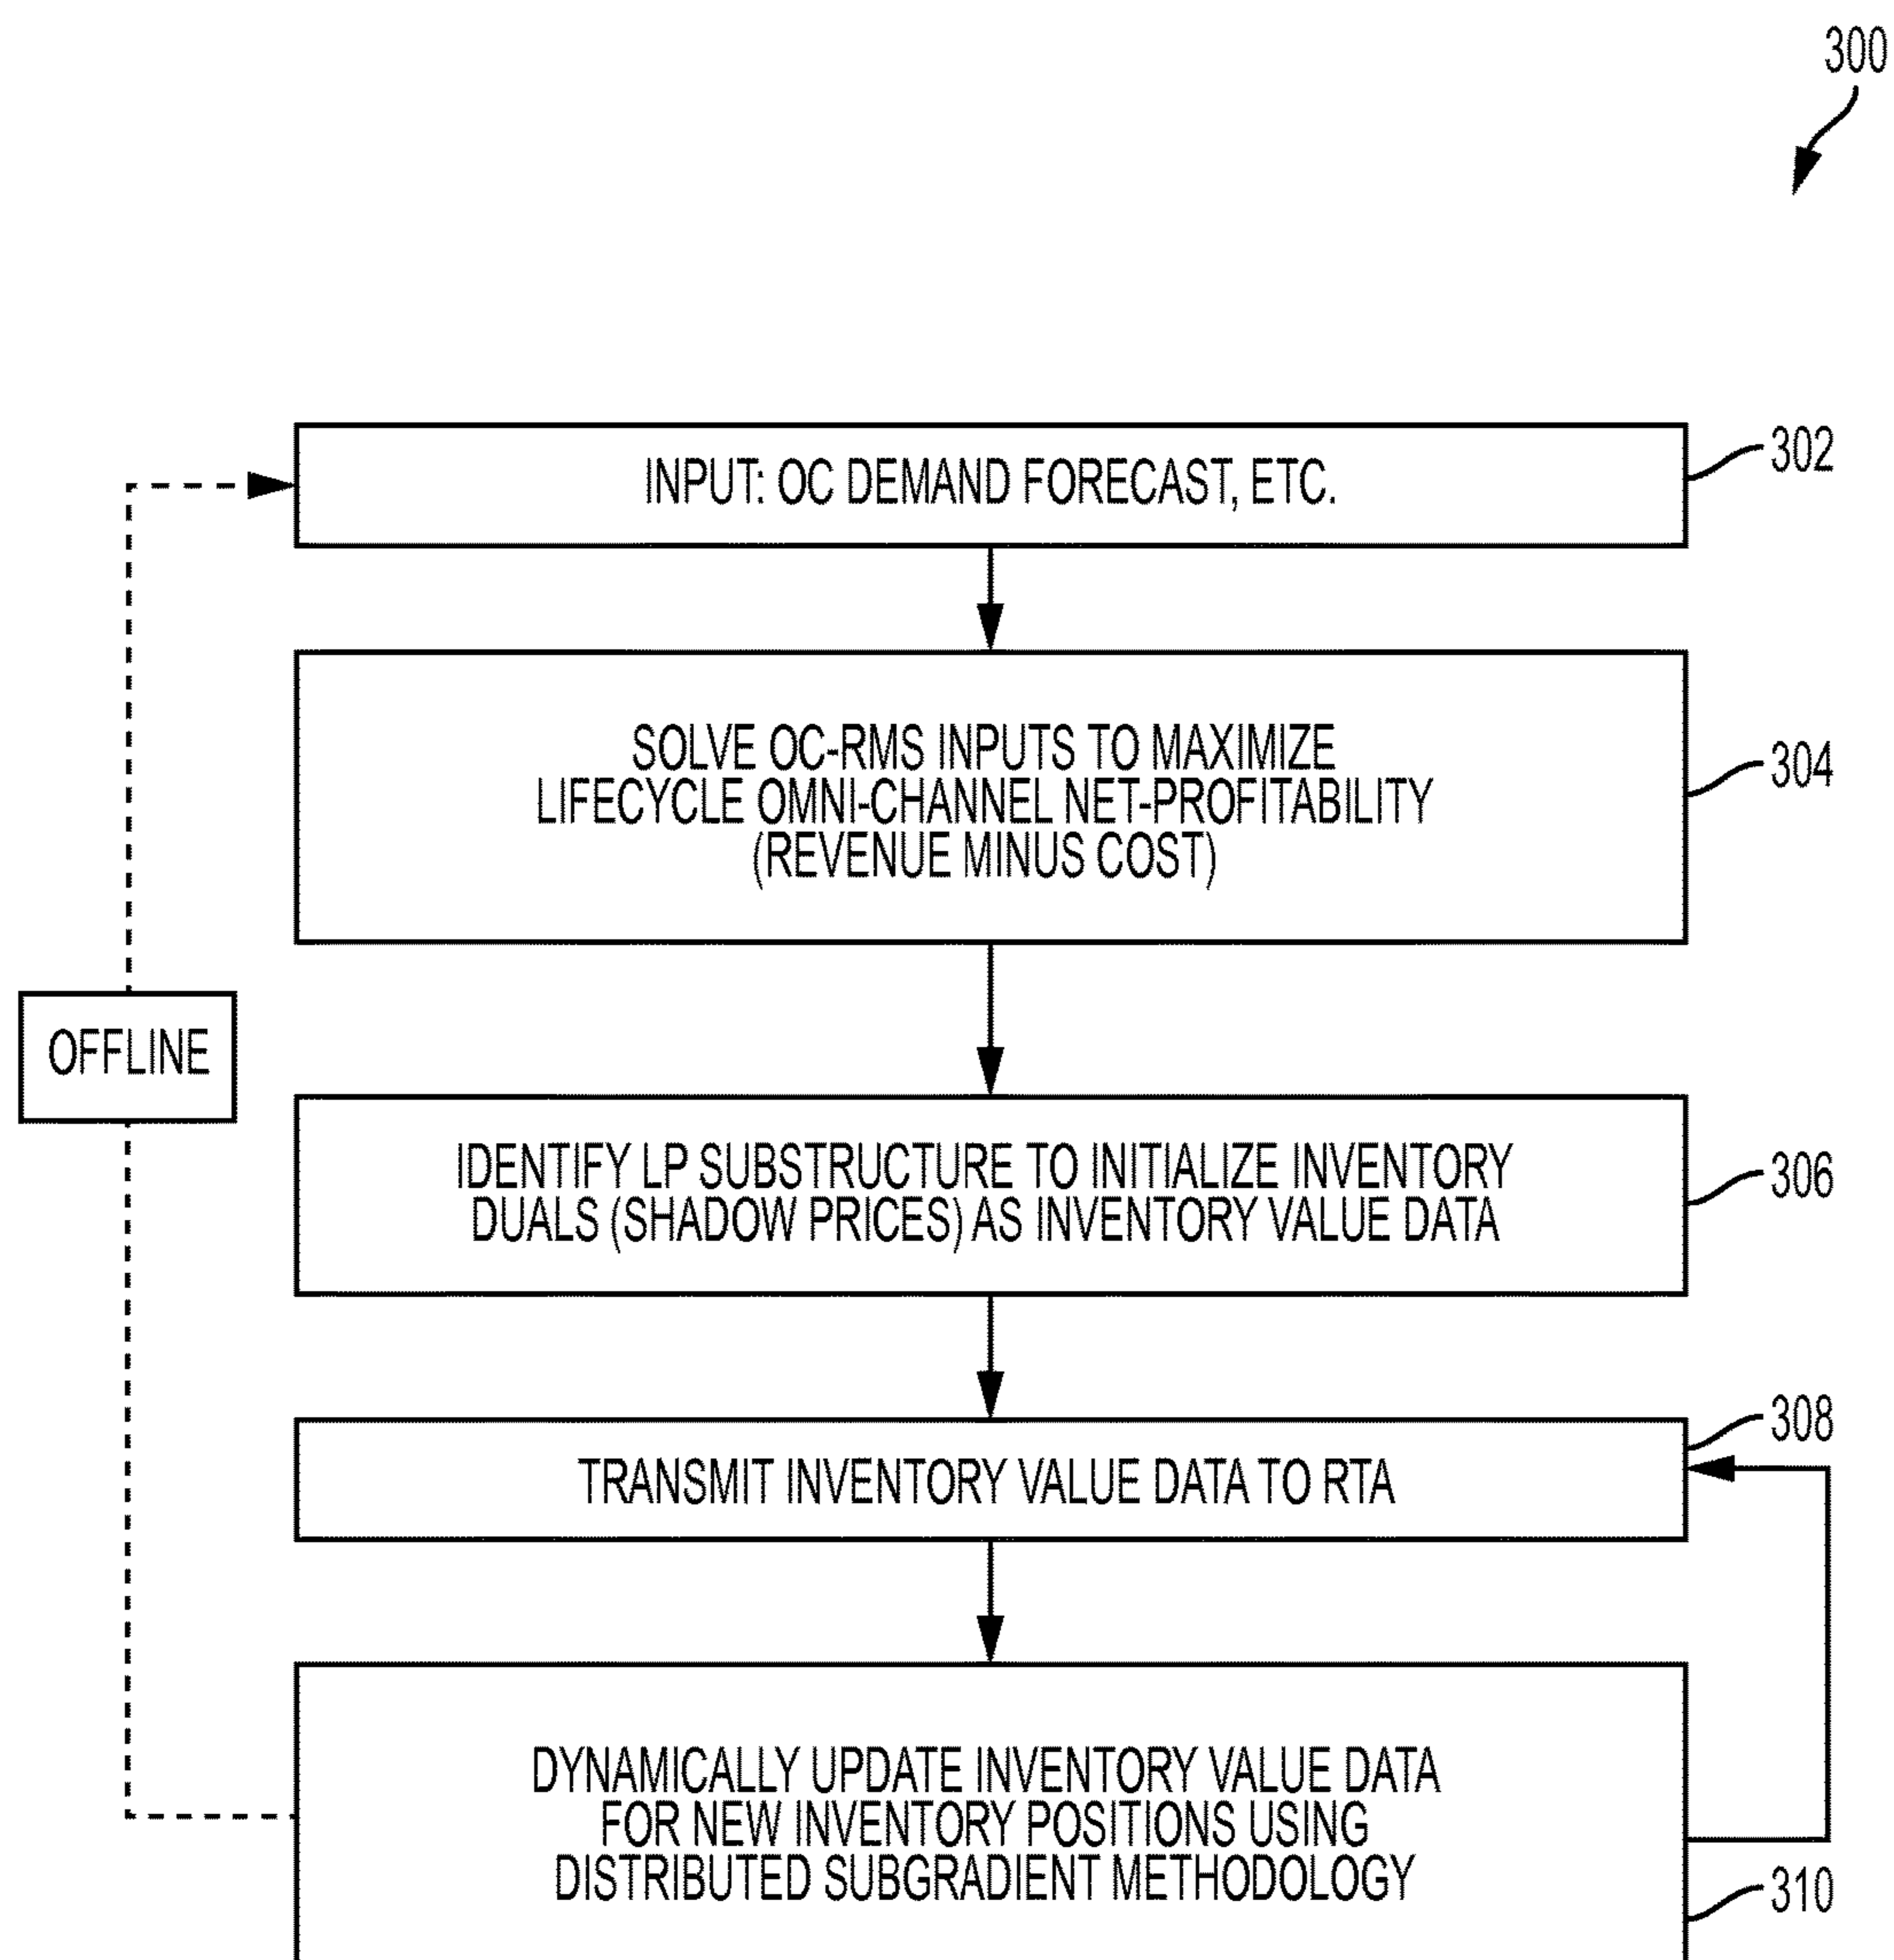 300
INPUT: OC DEMAND FORECAST, ETC.
302
SOLVE OC-RMS INPUTS TO MAXIMIZE
LIFECYCLE OMNI-CHANNEL NET-PROFITABILITY
(REVENUE MINUS COST)
304
OFFLINE
IDENTIFY LP SUBSTRUCTURE TO INITIALIZE INVENTORY
DUALS (SHADOW PRICES) AS INVENTORY VALUE DATA
306
308
TRANSMIT INVENTORY VALUE DATA TO RTA
DYNAMICALLY UPDATE INVENTORY VALUE DATA
FOR NEW INVENTORY POSITIONS USING
DISTRIBUTED SUBGRADIENT METHODOLOGY
310